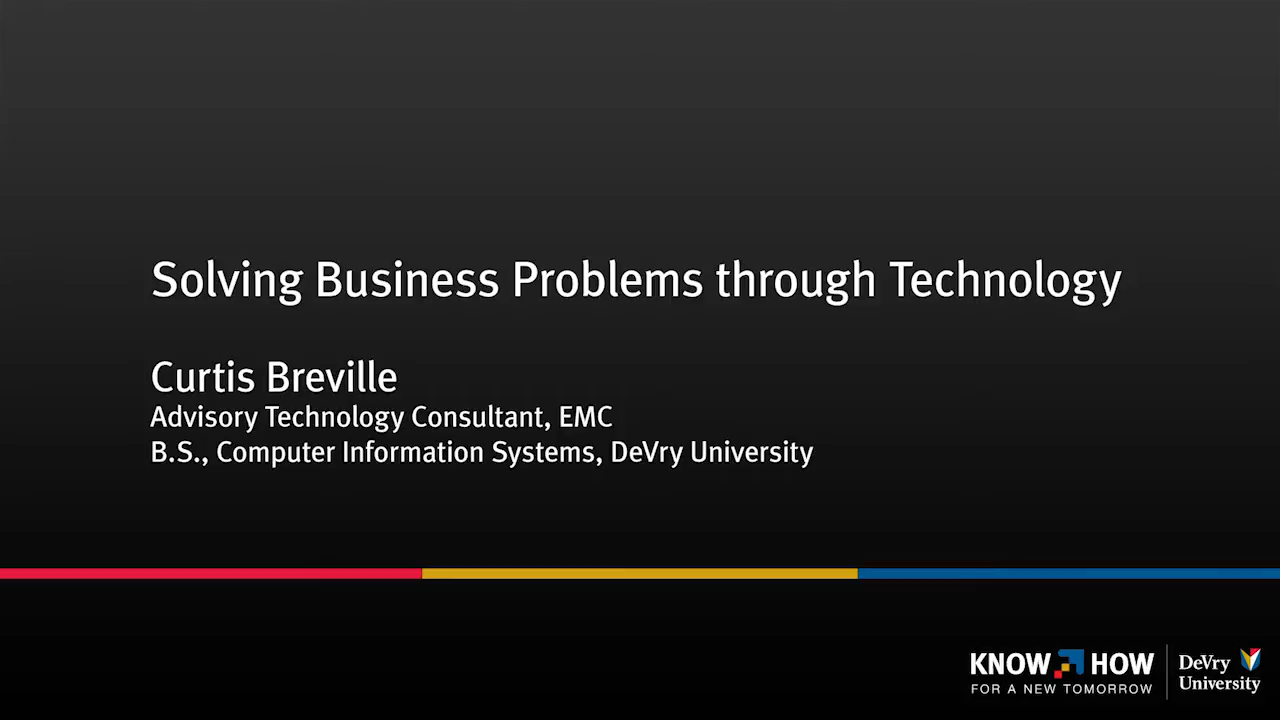 Solving Business Problems through Technology
Curtis Breville
Advisory Technology Consultant, EMC
B.S., Computer Information Systems, DeVry University
KNOW HOW
FOR A NEW TOMORROW
DeVry
University